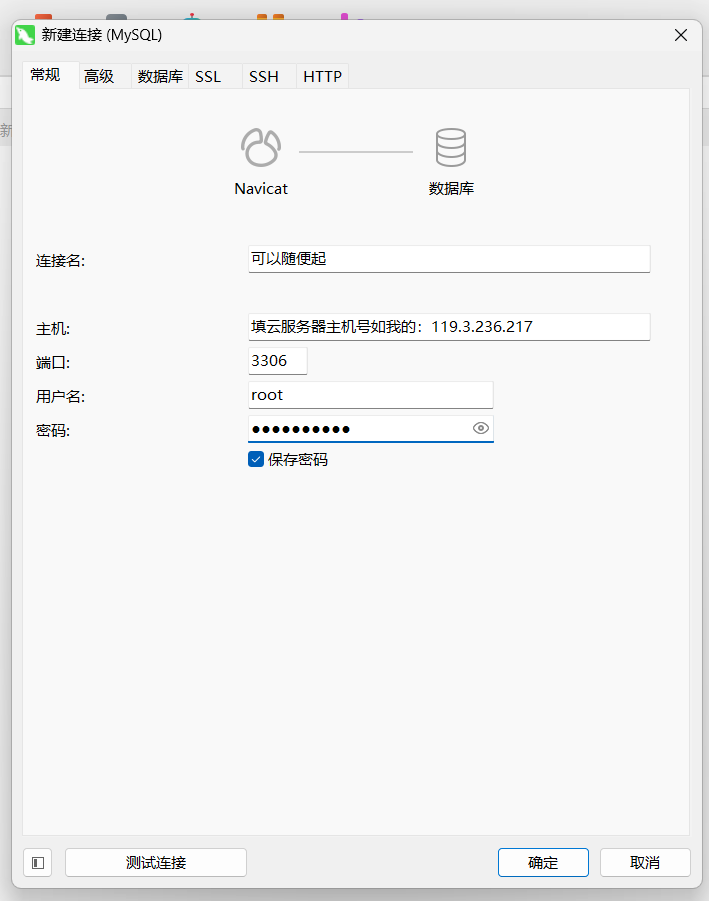 新建连接 (MySQL)
常规 高级 数据库 SSL SSH HTTP
新
Navicat 数据库
连接名: 可以随便起
主机: 填云服务器主机号如我的：119.3.236.217
端口: 3306
用户名: root
密码: ●●●●●●●●●●
保存密码
测试连接 确定 取消